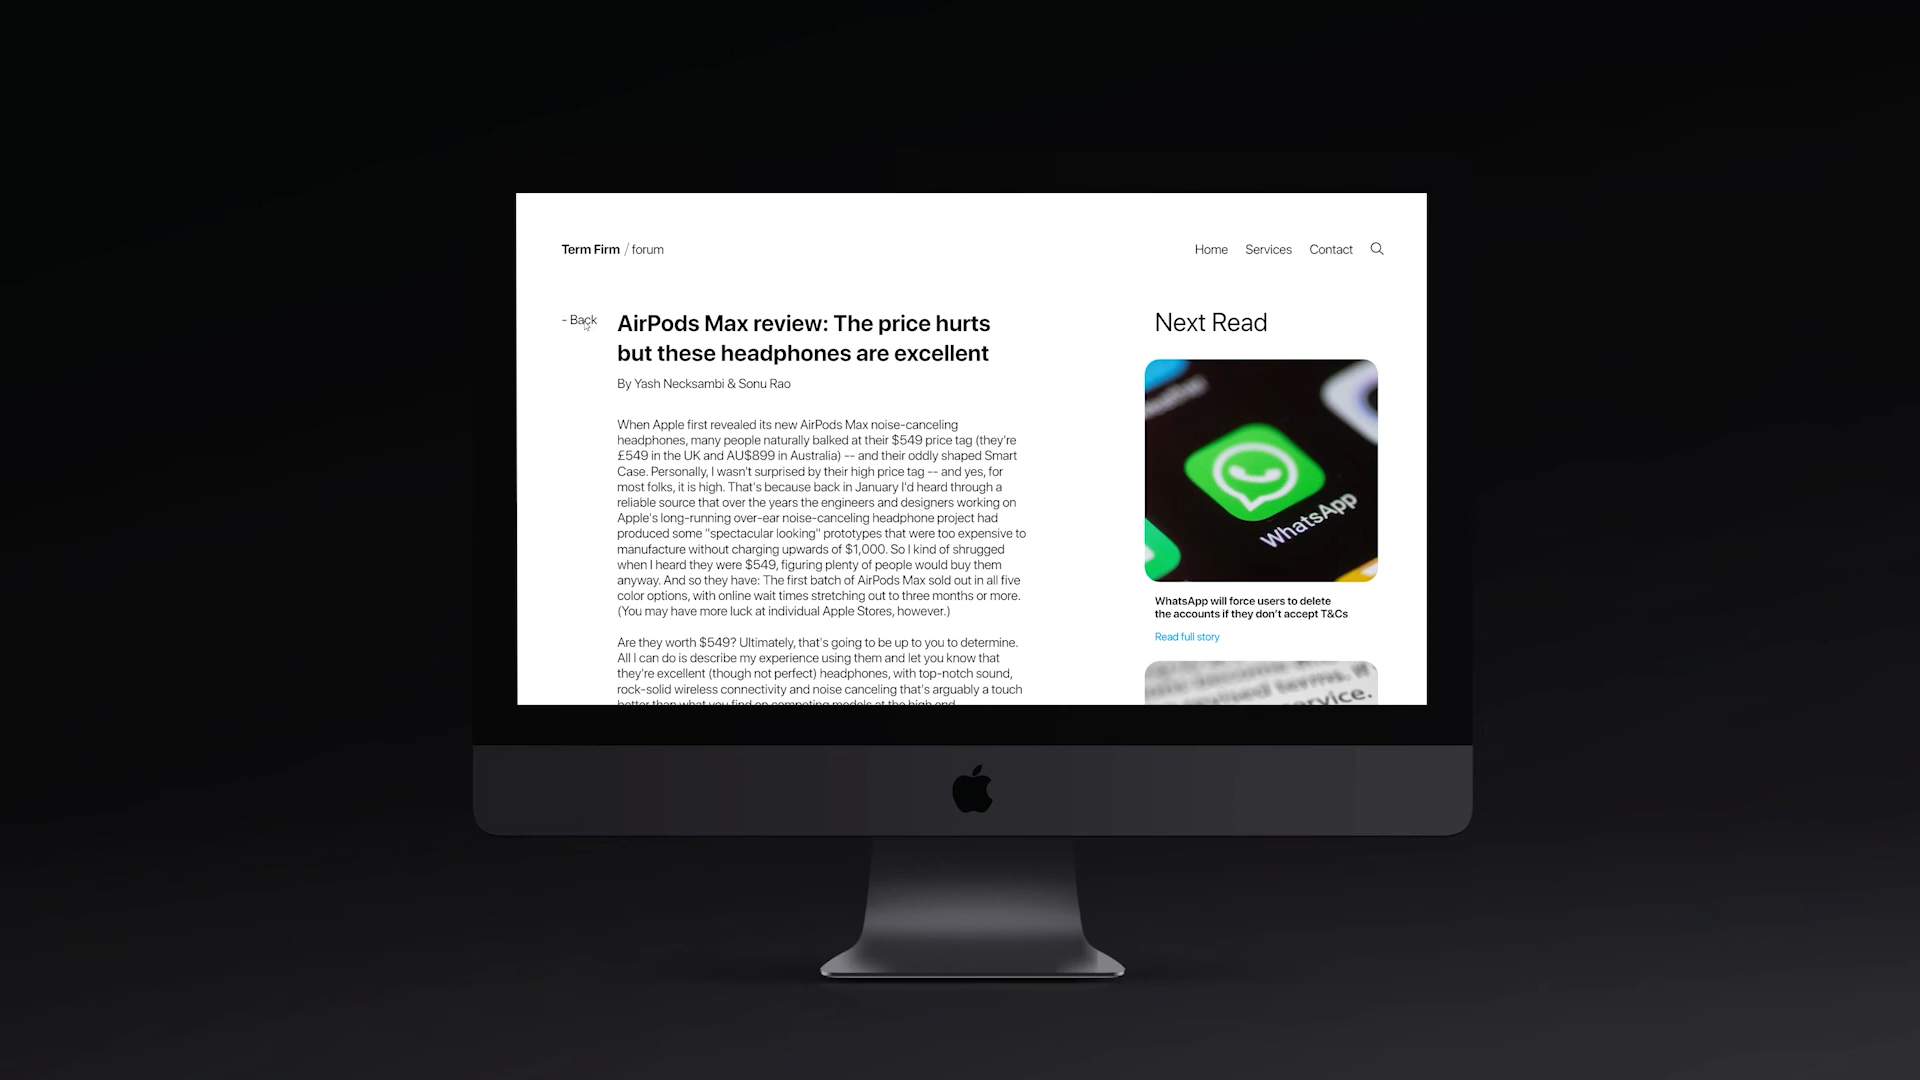 Term Firm / forum
Home
Services
Contact
- Back
AirPods Max review: The price hurts
but these headphones are excellent
By Yash Necksambi & Sonu Rao
When Apple first revealed its new AirPods Max noise-canceling
headphones, many people naturally balked at their $549 price tag (they're
£549 in the UK and AU$899 in Australia) -- and their oddly shaped Smart
Case. Personally, I wasn't surprised by their high price tag -- and yes, for
most folks, it is high. That's because back in January I'd heard through a
reliable source that over the years the engineers and designers working on
Apple's long-running over-ear noise-canceling headphone project had
produced some "spectacular looking" prototypes that were too expensive to
manufacture without charging upwards of $1,000. So I kind of shrugged
when I heard they were $549, figuring plenty of people would buy them
anyway. And so they have: The first batch of AirPods Max sold out in all five
color options, with online wait times stretching out to three months or more.
(You may have more luck at individual Apple Stores, however.)
Are they worth $549? Ultimately, that's going to be up to you to determine.
All I can do is describe my experience using them and let you know that
they're excellent (though not perfect) headphones, with top-notch sound,
rock-solid wireless connectivity and noise canceling that's arguably a touch
better than what you find on competing models at the high end.
Next Read
WhatsApp
WhatsApp will force users to delete
the accounts if they don't accept T&Cs
Read full story
terms. If
ervice.